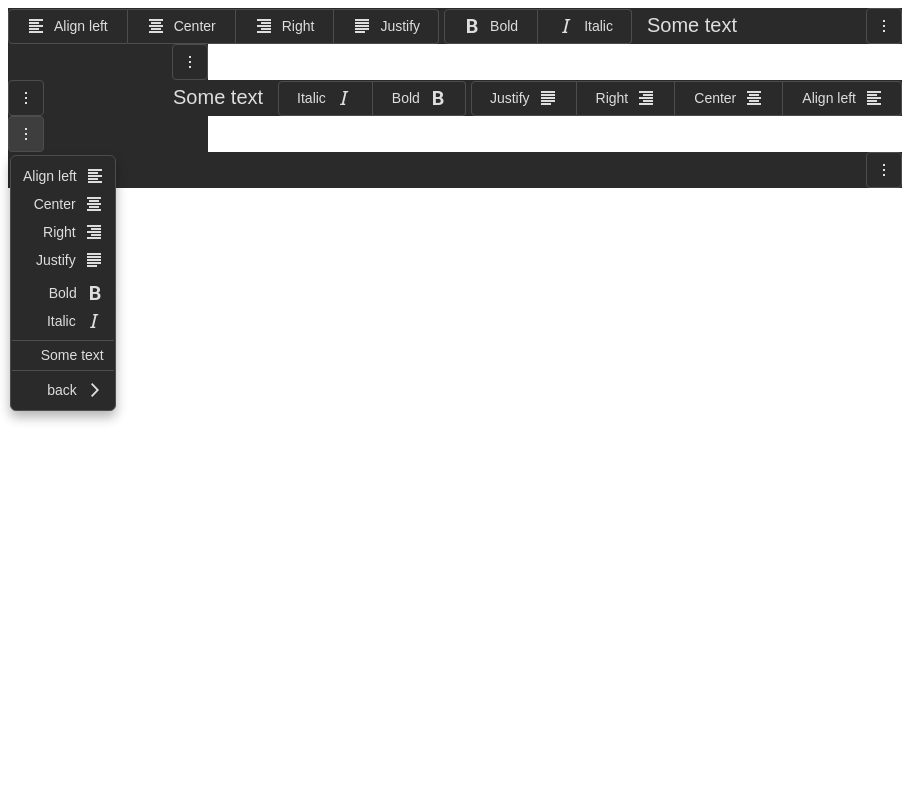 Align left Center Right Justify Bold Italic Some text
Some text Italic Bold Justify Right Center Align left
Align left
Center
Right
Justify
Bold
Italic
Some text
back